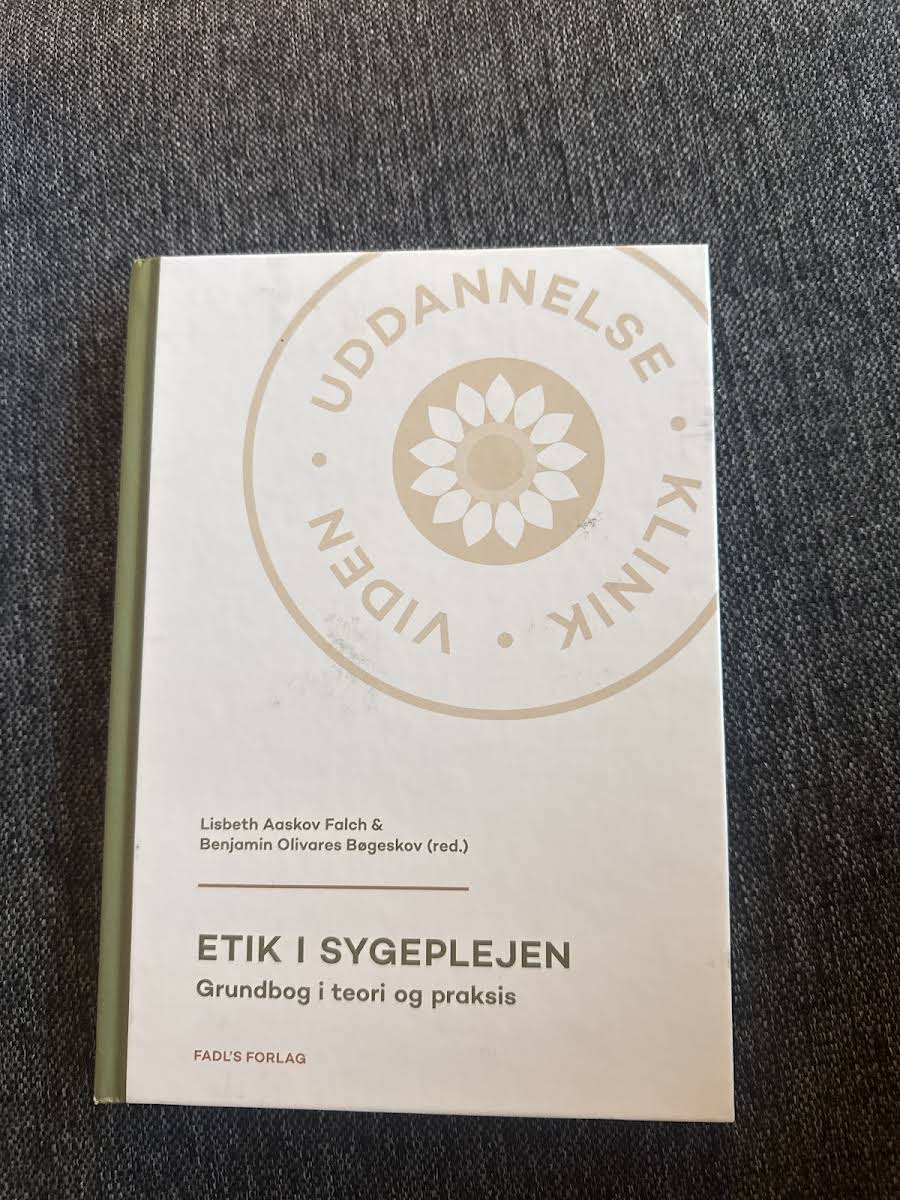 UDDANNELSE • KLINIK • VIDEN •
Lisbeth Aaskov Falch &
Benjamin Olivares Bøgeskov (red.)
ETIK I SYGEPLEJEN
Grundbog i teori og praksis
FADL'S FORLAG